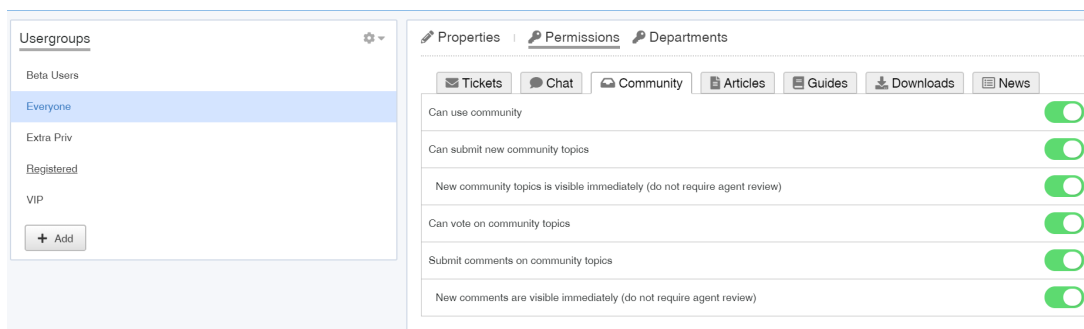 Usergroups
Beta Users
Everyone
Extra Priv
Registered
VIP
+ Add
Properties Permissions Departments
Tickets Chat Community Articles Guides Downloads News
Can use community
Can submit new community topics
New community topics is visible immediately (do not require agent review)
Can vote on community topics
Submit comments on community topics
New comments are visible immediately (do not require agent review)